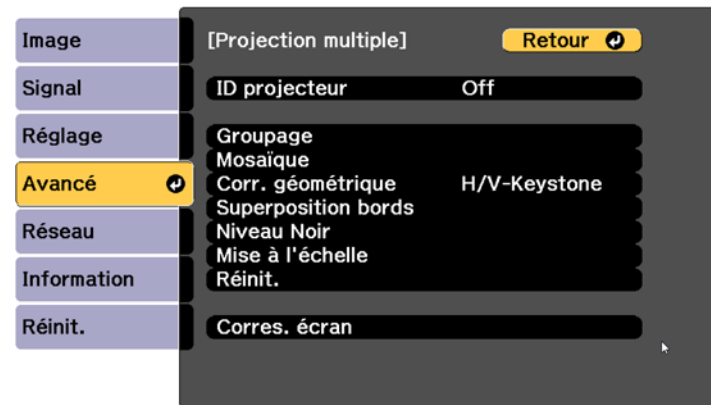 Image
Signal
Réglage
Avancé
Réseau
Information
Réinit.
[Projection multiple] Retour
ID projecteur Off
Groupage
Mosaïque
Corr. géométrique H/V-Keystone
Superposition bords
Niveau Noir
Mise à l'échelle
Réinit.
Corres. écran